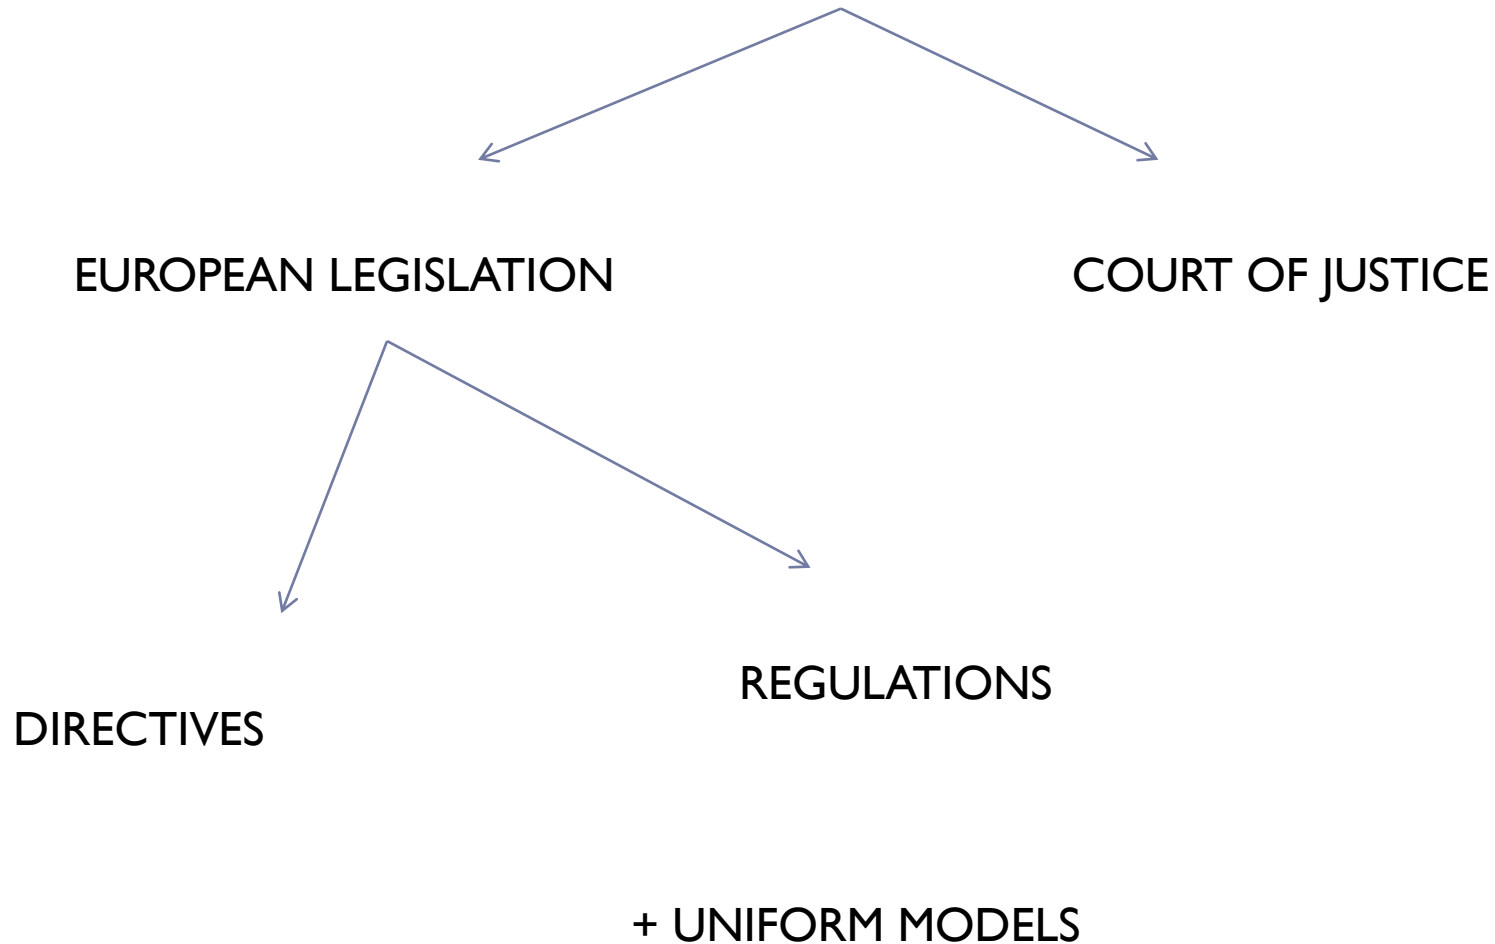 EUROPEAN LEGISLATION
COURT OF JUSTICE
REGULATIONS
DIRECTIVES
+ UNIFORM MODELS